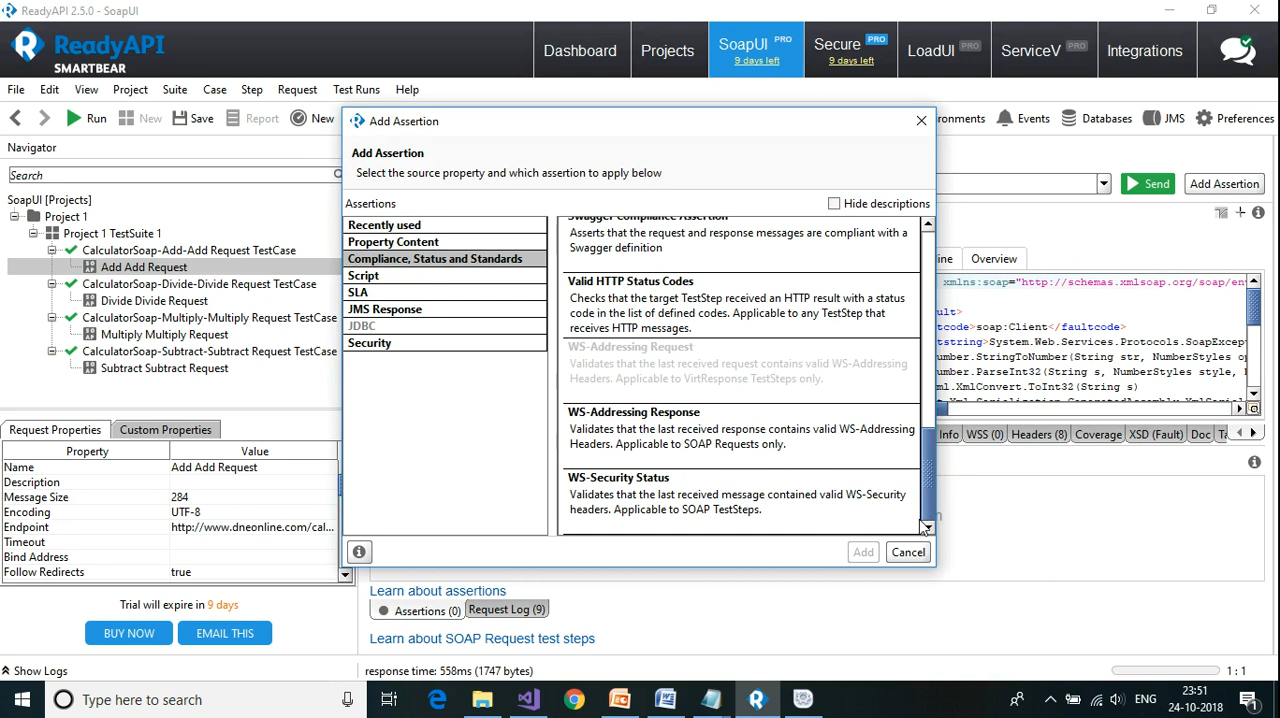 ReadyAPI 2.5.0 - SoapUI
ReadyAPI
SMARTBEAR
Dashboard
Projects
SoapUI PRO
9 days left
Secure PRO
9 days left
LoadUI PRO
ServiceV PRO
Integrations
File Edit View Project Suite Case Step Request Test Runs Help
Run New Save Report New
Events Databases JMS Preferences
Navigator
Search
SoapUI [Projects]
Project 1
Project 1 TestSuite 1
CalculatorSoap-Add-Add Request TestCase
Add Add Request
CalculatorSoap-Divide-Divide Request TestCase
Divide Divide Request
CalculatorSoap-Multiply-Multiply Request TestCase
Multiply Multiply Request
CalculatorSoap-Subtract-Subtract Request TestCase
Subtract Subtract Request
Request Properties Custom Properties
Property Value
Name Add Add Request
Description
Message Size 284
Encoding UTF-8
Endpoint http://www.dneonline.com/cal...
Timeout
Bind Address
Follow Redirects true
Trial will expire in 9 days
BUY NOW EMAIL THIS
Show Logs
Add Assertion
Add Assertion
Select the source property and which assertion to apply below
Assertions
Hide descriptions
Recently used
Property Content
Compliance, Status and Standards
Script
SLA
JMS Response
JDBC
Security
Swagger Compliance Assertion
Asserts that the request and response messages are compliant with a
Swagger definition
Valid HTTP Status Codes
Checks that the target TestStep received an HTTP result with a status
code in the list of defined codes. Applicable to any TestStep that
receives HTTP messages.
WS-Addressing Request
Validates that the last received request contains valid WS-Addressing
Headers. Applicable to VirtResponse TestSteps only.
WS-Addressing Response
Validates that the last received response contains valid WS-Addressing
Headers. Applicable to SOAP Requests only.
WS-Security Status
Validates that the last received message contained valid WS-Security
headers. Applicable to SOAP TestSteps.
Add Cancel
Send Add Assertion
Overview
xmlns:soap="http://schemas.xmlsoap.org/soap/en
ult>
tcode>soap:Client</faultcode>
tstring>System.Web.Services.Protocols.SoapExcep
umber.StringToNumber(String str, NumberStyles op
umber.ParseInt32(String s, NumberStyles style, N
ml.XmlConvert.ToInt32(String s)
Info WSS (0) Headers (8) Coverage XSD (Fault) Doc
Learn about assertions
Assertions (0) Request Log (9)
Learn about SOAP Request test steps
response time: 558ms (1747 bytes)
1 : 1
Type here to search
ENG
23:51
24-10-2018
1